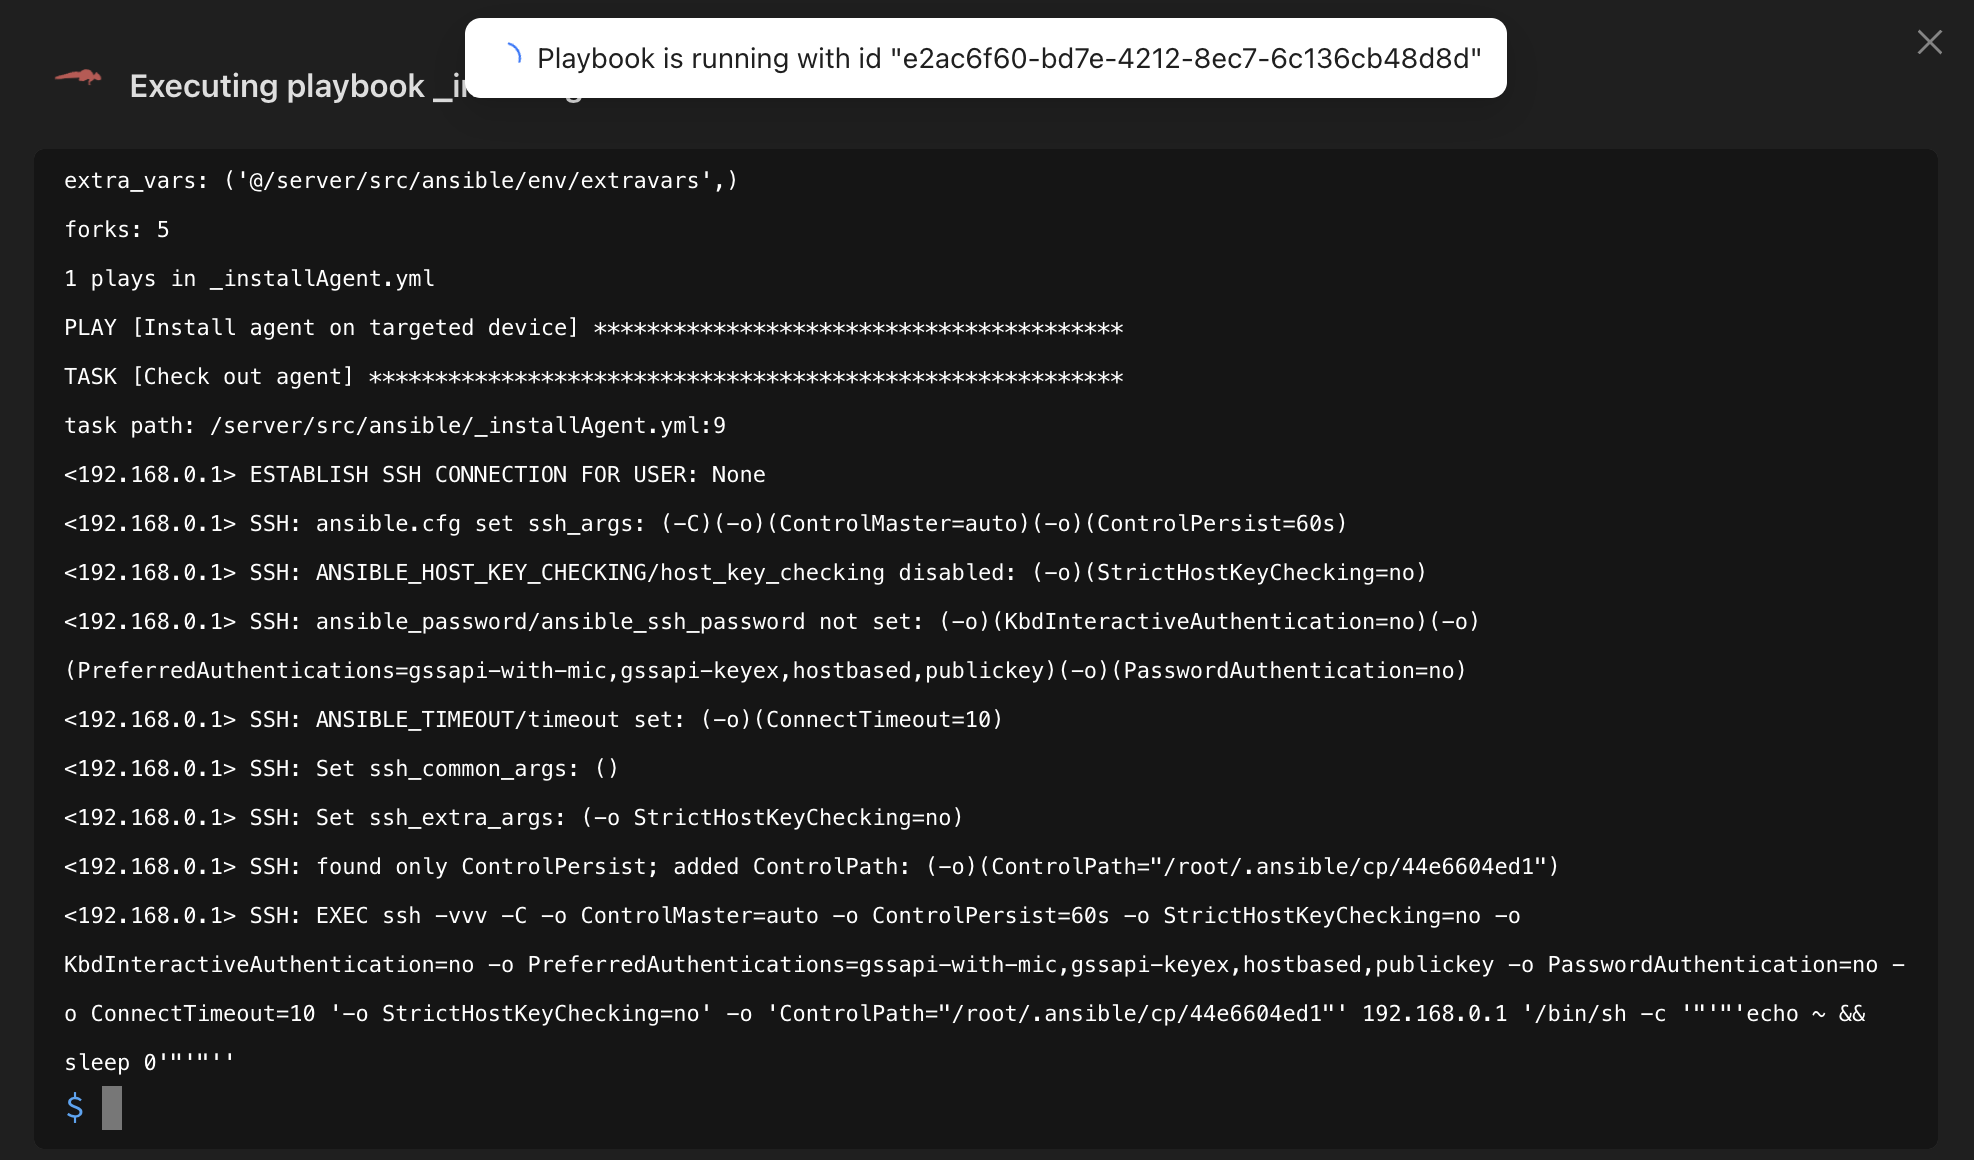 Playbook is running with id "e2ac6f60-bd7e-4212-8ec7-6c136cb48d8d"
Executing playbook
extra_vars: ('@/server/src/ansible/env/extravars',)
forks: 5
1 plays in _installAgent.yml
PLAY [Install agent on targeted device] ****************************************
TASK [Check out agent] *********************************************************
task path: /server/src/ansible/_installAgent.yml:9
<192.168.0.1> ESTABLISH SSH CONNECTION FOR USER: None
<192.168.0.1> SSH: ansible.cfg set ssh_args: (-C)(-o)(ControlMaster=auto)(-o)(ControlPersist=60s)
<192.168.0.1> SSH: ANSIBLE_HOST_KEY_CHECKING/host_key_checking disabled: (-o)(StrictHostKeyChecking=no)
<192.168.0.1> SSH: ansible_password/ansible_ssh_password not set: (-o)(KbdInteractiveAuthentication=no)(-o)
(PreferredAuthentications=gssapi-with-mic,gssapi-keyex,hostbased,publickey)(-o)(PasswordAuthentication=no)
<192.168.0.1> SSH: ANSIBLE_TIMEOUT/timeout set: (-o)(ConnectTimeout=10)
<192.168.0.1> SSH: Set ssh_common_args: ()
<192.168.0.1> SSH: Set ssh_extra_args: (-o StrictHostKeyChecking=no)
<192.168.0.1> SSH: found only ControlPersist; added ControlPath: (-o)(ControlPath="/root/.ansible/cp/44e6604ed1")
<192.168.0.1> SSH: EXEC ssh -vvv -C -o ControlMaster=auto -o ControlPersist=60s -o StrictHostKeyChecking=no -o
KbdInteractiveAuthentication=no -o PreferredAuthentications=gssapi-with-mic,gssapi-keyex,hostbased,publickey -o PasswordAuthentication=no -
o ConnectTimeout=10 '-o StrictHostKeyChecking=no' -o 'ControlPath="/root/.ansible/cp/44e6604ed1"' 192.168.0.1 '/bin/sh -c '"'"'echo ~ &&
sleep 0'"'"''
$